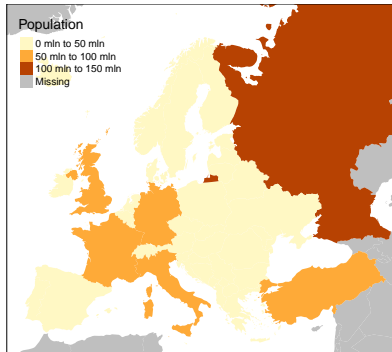 Population
0 mln to 50 mln
50 mln to 100 mln
100 mln to 150 mln
Missing